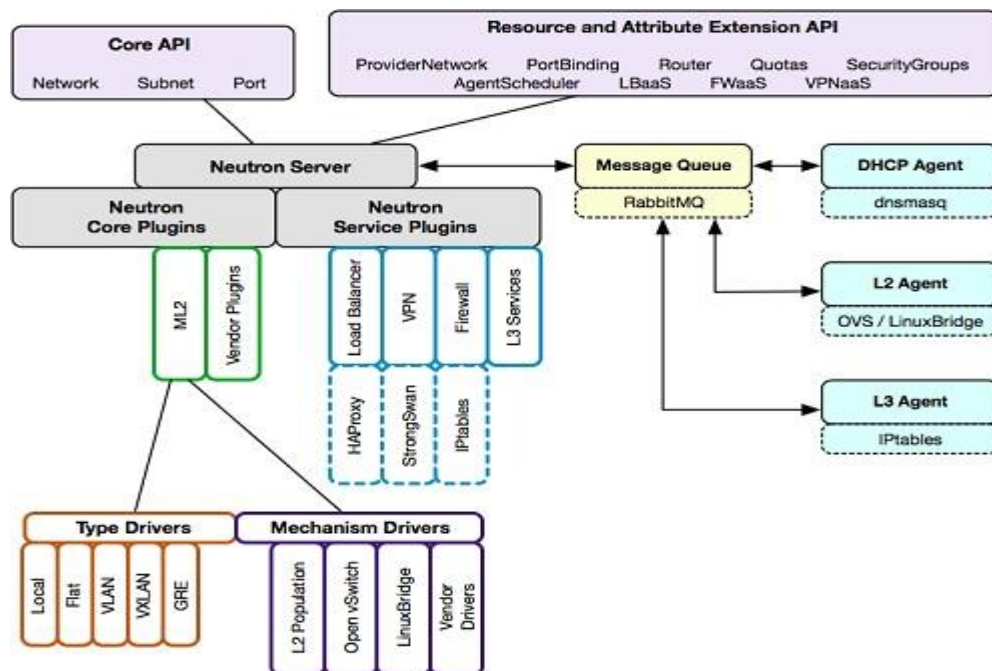 Core API
Network Subnet Port
Resource and Attribute Extension API
ProviderNetwork PortBinding Router Quotas SecurityGroups
AgentScheduler LBaaS FWaaS VPNaaS
Neutron Server
Neutron
Core Plugins
Neutron
Service Plugins
Message Queue
RabbitMQ
DHCP Agent
dnsmasq
L2 Agent
OVS / LinuxBridge
L3 Agent
IPtables
ML2
Vendor Plugins
Load Balancer
VPN
Firewall
L3 Services
HAProxy
StrongSwan
IPtables
Type Drivers
Local
Flat
VLAN
VXLAN
GRE
Mechanism Drivers
L2 Population
Open vSwitch
LinuxBridge
Vendor
Drivers